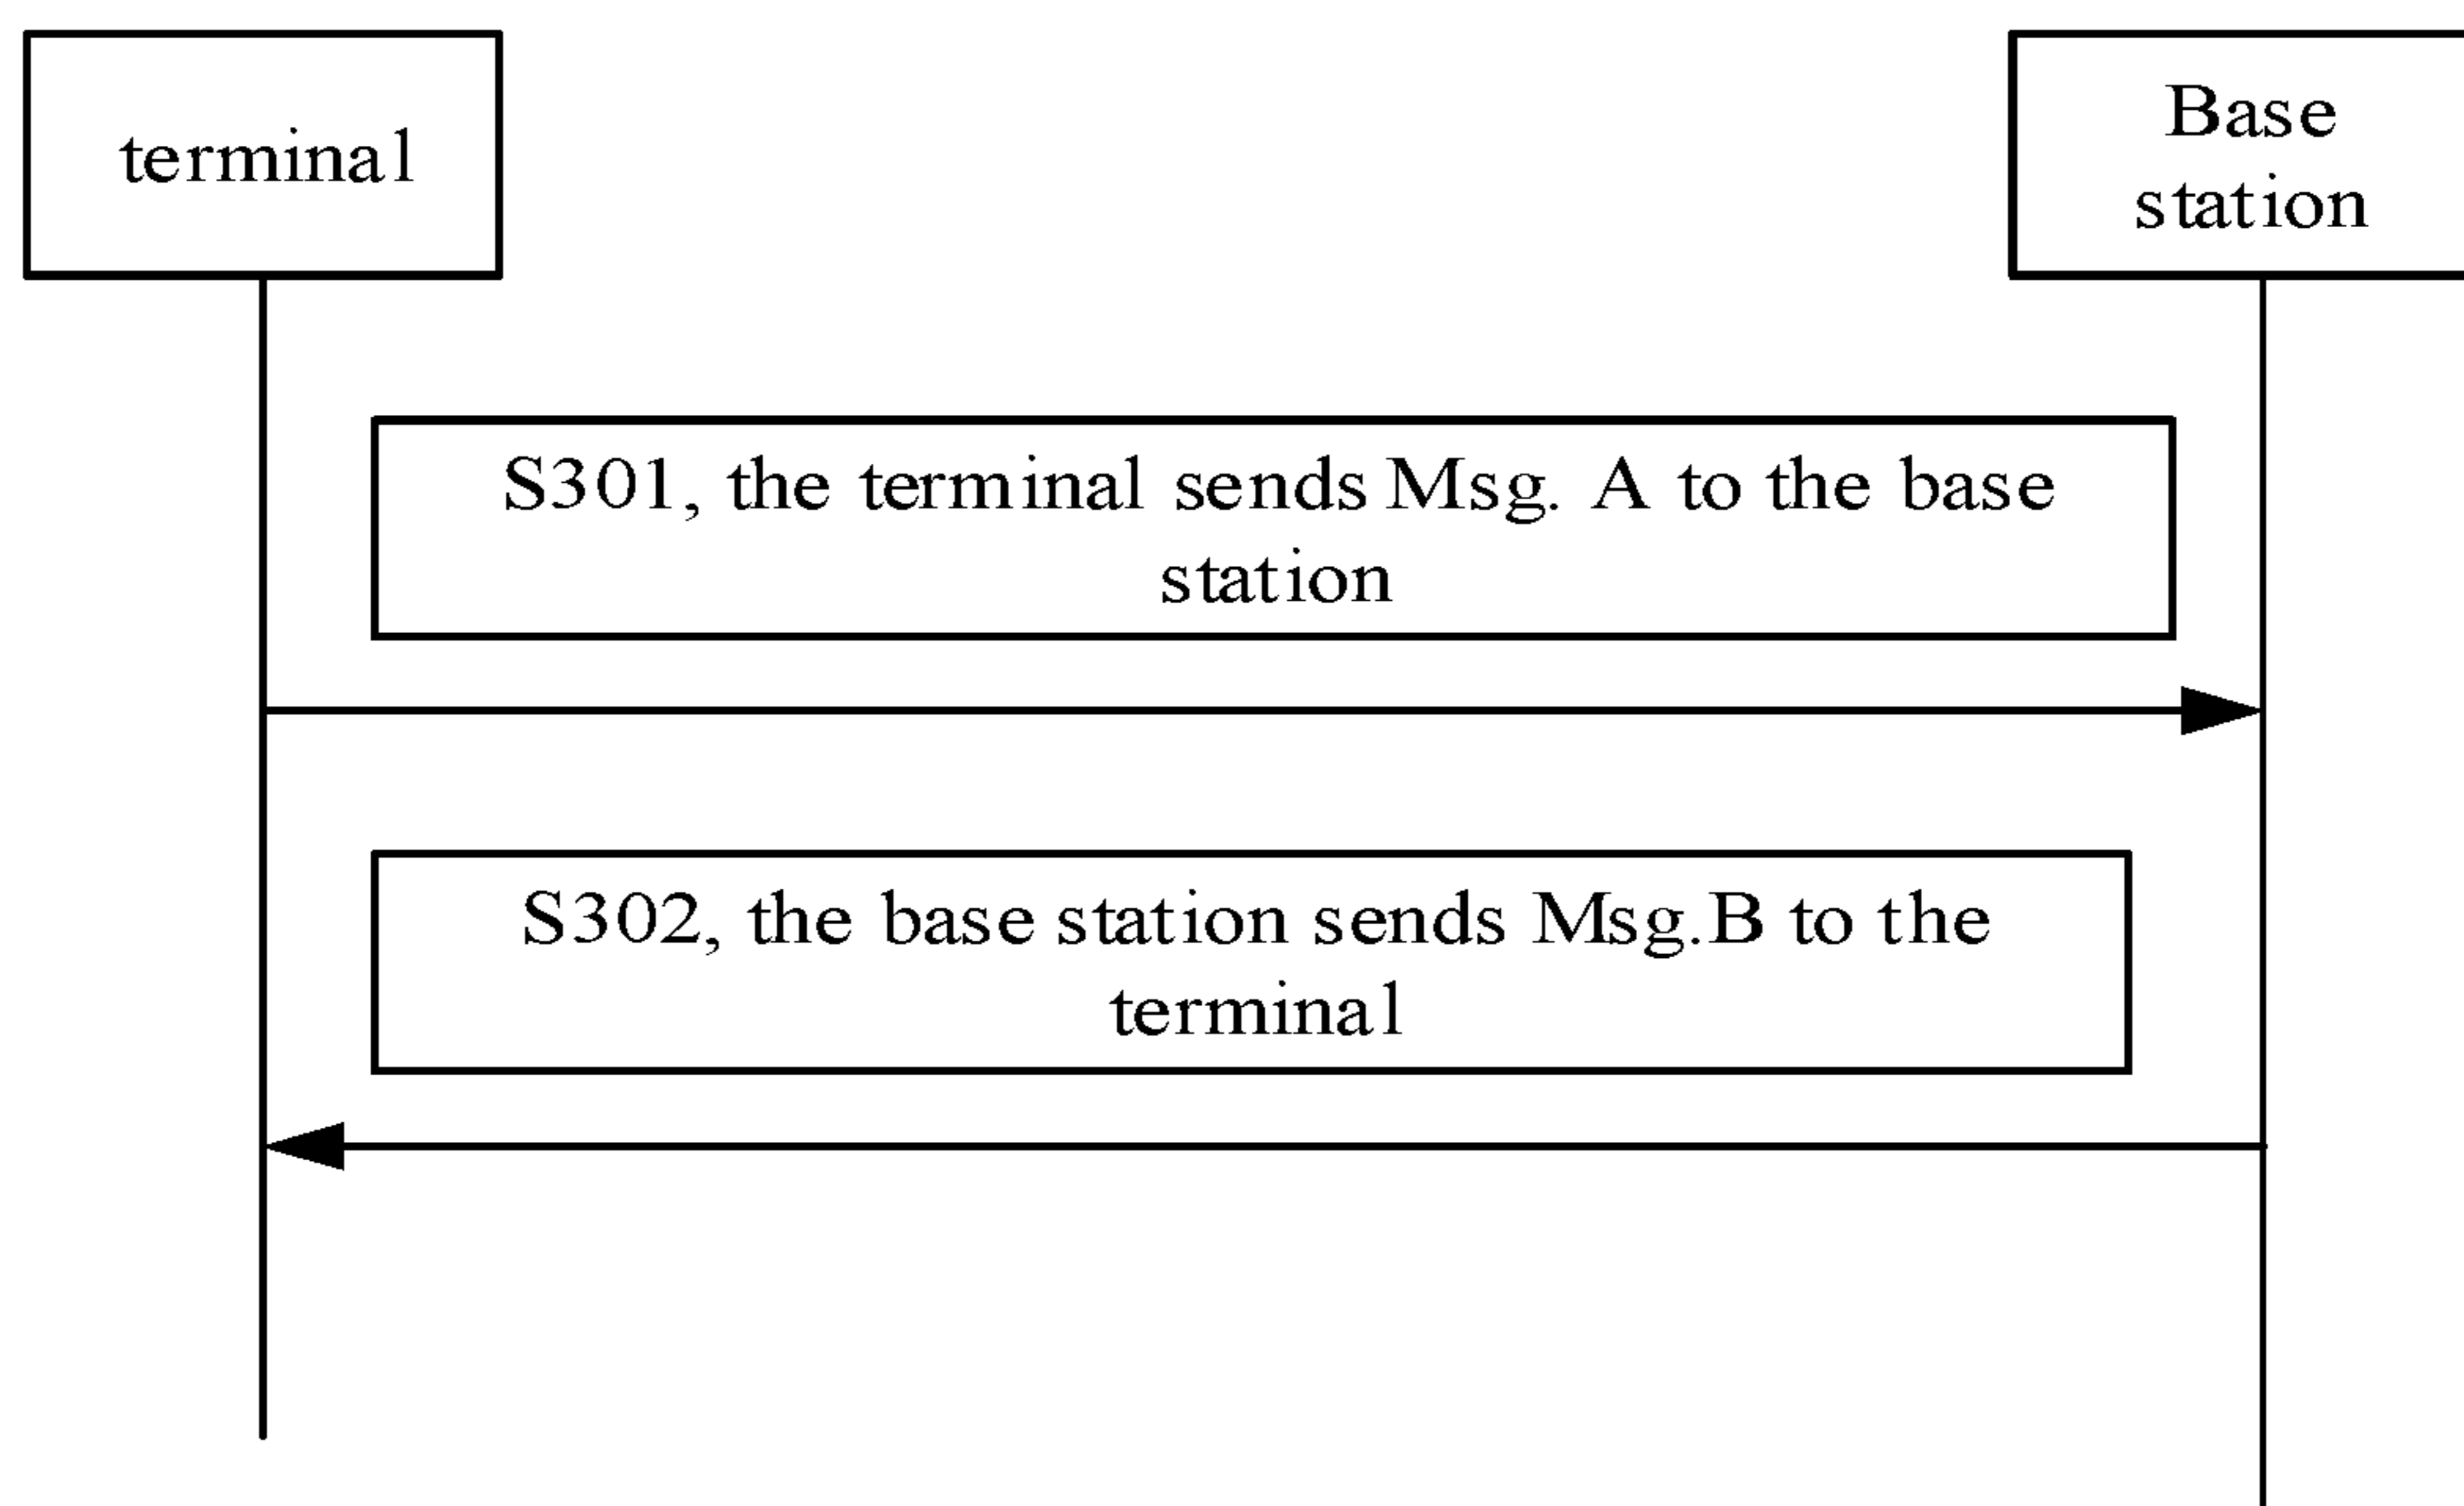 terminal
Base
station
S301, the terminal sends Msg. A to the base
station
S302, the base station sends Msg.B to the
terminal